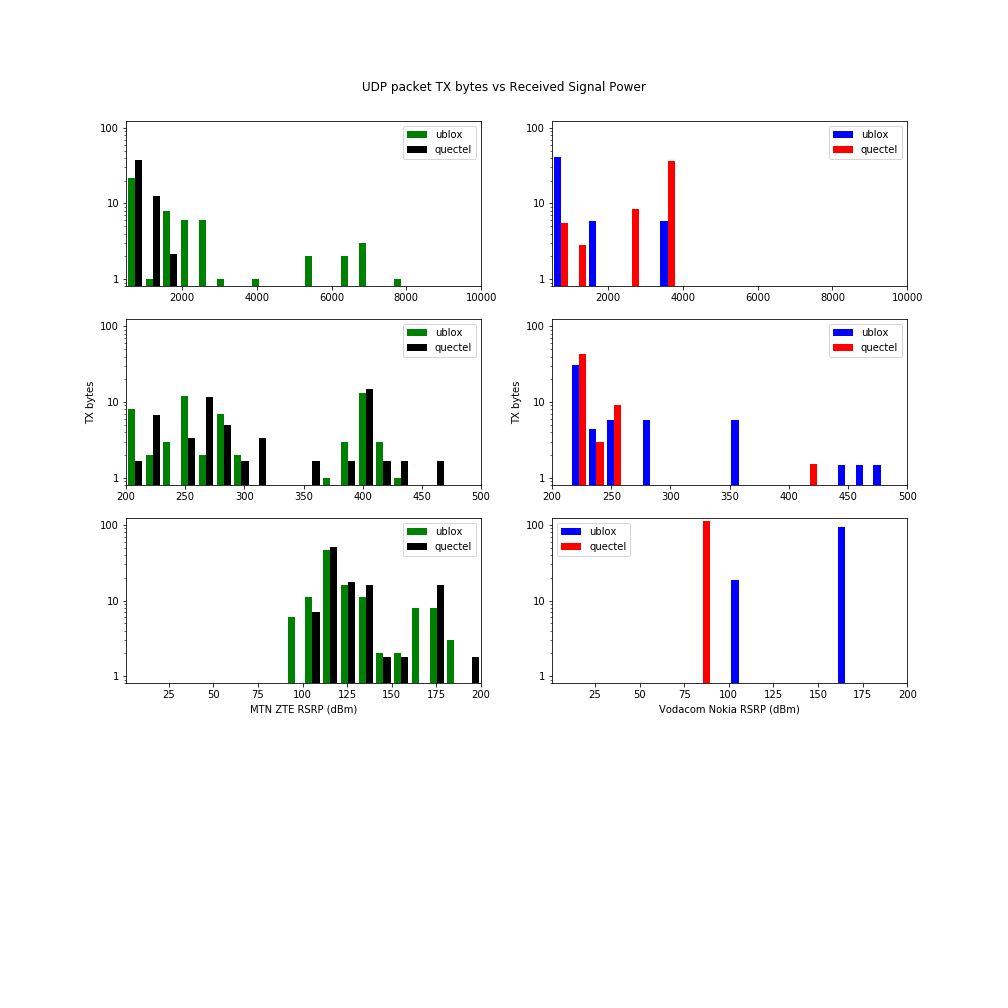 UDP packet TX bytes vs Received Signal Power
100
10
1
2000 4000 6000 8000 10000
ublox
quectel
100
10
1
2000 4000 6000 8000 10000
ublox
quectel
TX bytes
100
10
1
200 250 300 350 400 450 500
ublox
quectel
TX bytes
100
10
1
200 250 300 350 400 450 500
ublox
quectel
100
10
1
25 50 75 100 125 150 175 200
ublox
quectel
MTN ZTE RSRP (dBm)
100
10
1
25 50 75 100 125 150 175 200
ublox
quectel
Vodacom Nokia RSRP (dBm)